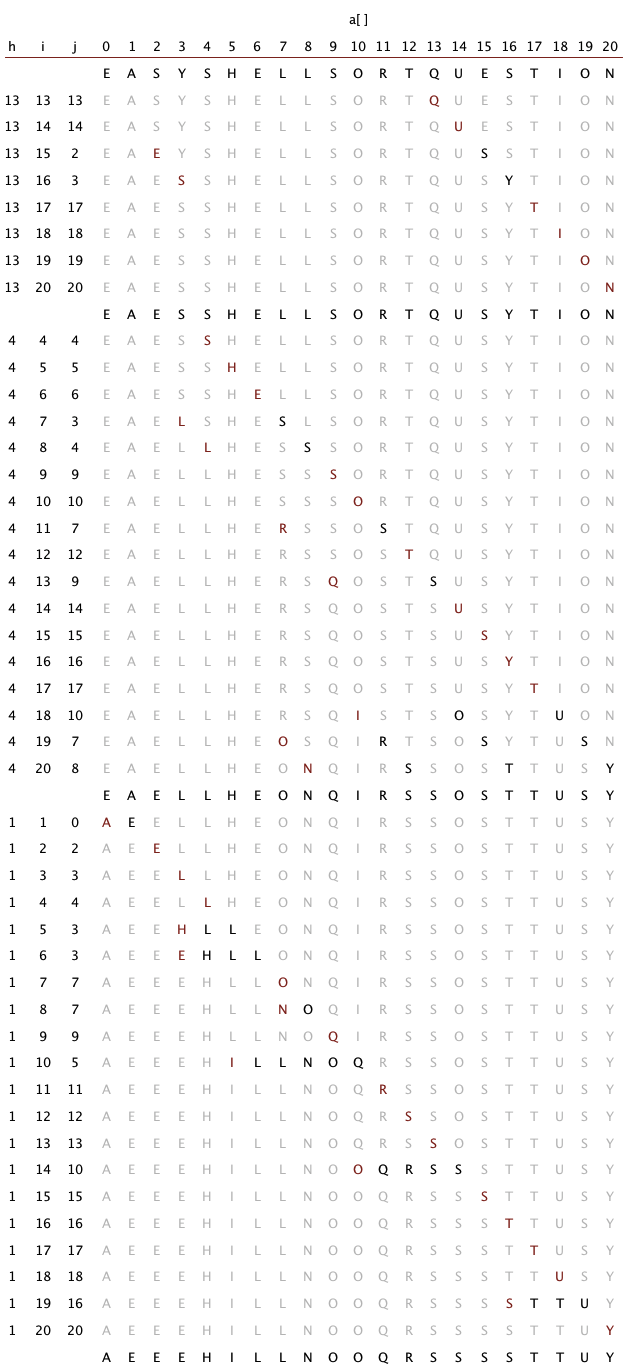 a[ ]
h i j 0 1 2 3 4 5 6 7 8 9 10 11 12 13 14 15 16 17 18 19 20
E A S Y S H E L L S O R T Q U E S T I O N
13 13 13 E A S Y S H E L L S O R T Q U E S T I O N
13 14 14 E A S Y S H E L L S O R T Q U E S T I O N
13 15 2 E A E Y S H E L L S O R T Q U S S T I O N
13 16 3 E A E S S H E L L S O R T Q U S Y T I O N
13 17 17 E A E S S H E L L S O R T Q U S Y T I O N
13 18 18 E A E S S H E L L S O R T Q U S Y T I O N
13 19 19 E A E S S H E L L S O R T Q U S Y T I O N
13 20 20 E A E S S H E L L S O R T Q U S Y T I O N
E A E S S H E L L S O R T Q U S Y T I O N
4 4 4 E A E S S H E L L S O R T Q U S Y T I O N
4 5 5 E A E S S H E L L S O R T Q U S Y T I O N
4 6 6 E A E S S H E L L S O R T Q U S Y T I O N
4 7 3 E A E L S H E S L S O R T Q U S Y T I O N
4 8 4 E A E L L H E S S S O R T Q U S Y T I O N
4 9 9 E A E L L H E S S S O R T Q U S Y T I O N
4 10 10 E A E L L H E S S S O R T Q U S Y T I O N
4 11 7 E A E L L H E R S S O S T Q U S Y T I O N
4 12 12 E A E L L H E R S S O S T Q U S Y T I O N
4 13 9 E A E L L H E R S Q O S T S U S Y T I O N
4 14 14 E A E L L H E R S Q O S T S U S Y T I O N
4 15 15 E A E L L H E R S Q O S T S U S Y T I O N
4 16 16 E A E L L H E R S Q O S T S U S Y T I O N
4 17 17 E A E L L H E R S Q O S T S U S Y T I O N
4 18 10 E A E L L H E R S Q I S T S O S Y T U O N
4 19 7 E A E L L H E O S Q I R T S O S Y T U S N
4 20 8 E A E L L H E O N Q I R S S O S T T U S Y
E A E L L H E O N Q I R S S O S T T U S Y
1 1 0 A E E L L H E O N Q I R S S O S T T U S Y
1 2 2 A E E L L H E O N Q I R S S O S T T U S Y
1 3 3 A E E L L H E O N Q I R S S O S T T U S Y
1 4 4 A E E L L H E O N Q I R S S O S T T U S Y
1 5 3 A E E H L L E O N Q I R S S O S T T U S Y
1 6 3 A E E E H L L O N Q I R S S O S T T U S Y
1 7 7 A E E E H L L O N Q I R S S O S T T U S Y
1 8 7 A E E E H L L N O Q I R S S O S T T U S Y
1 9 9 A E E E H L L N O Q I R S S O S T T U S Y
1 10 5 A E E E H I L L N O Q R S S O S T T U S Y
1 11 11 A E E E H I L L N O Q R S S O S T T U S Y
1 12 12 A E E E H I L L N O Q R S S O S T T U S Y
1 13 13 A E E E H I L L N O Q R S S O S T T U S Y
1 14 10 A E E E H I L L N O O Q R S S S T T U S Y
1 15 15 A E E E H I L L N O O Q R S S S T T U S Y
1 16 16 A E E E H I L L N O O Q R S S S T T U S Y
1 17 17 A E E E H I L L N O O Q R S S S T T U S Y
1 18 18 A E E E H I L L N O O Q R S S S T T U S Y
1 19 16 A E E E H I L L N O O Q R S S S S T T U Y
1 20 20 A E E E H I L L N O O Q R S S S S T T U Y
A E E E H I L L N O O Q R S S S S T T U Y